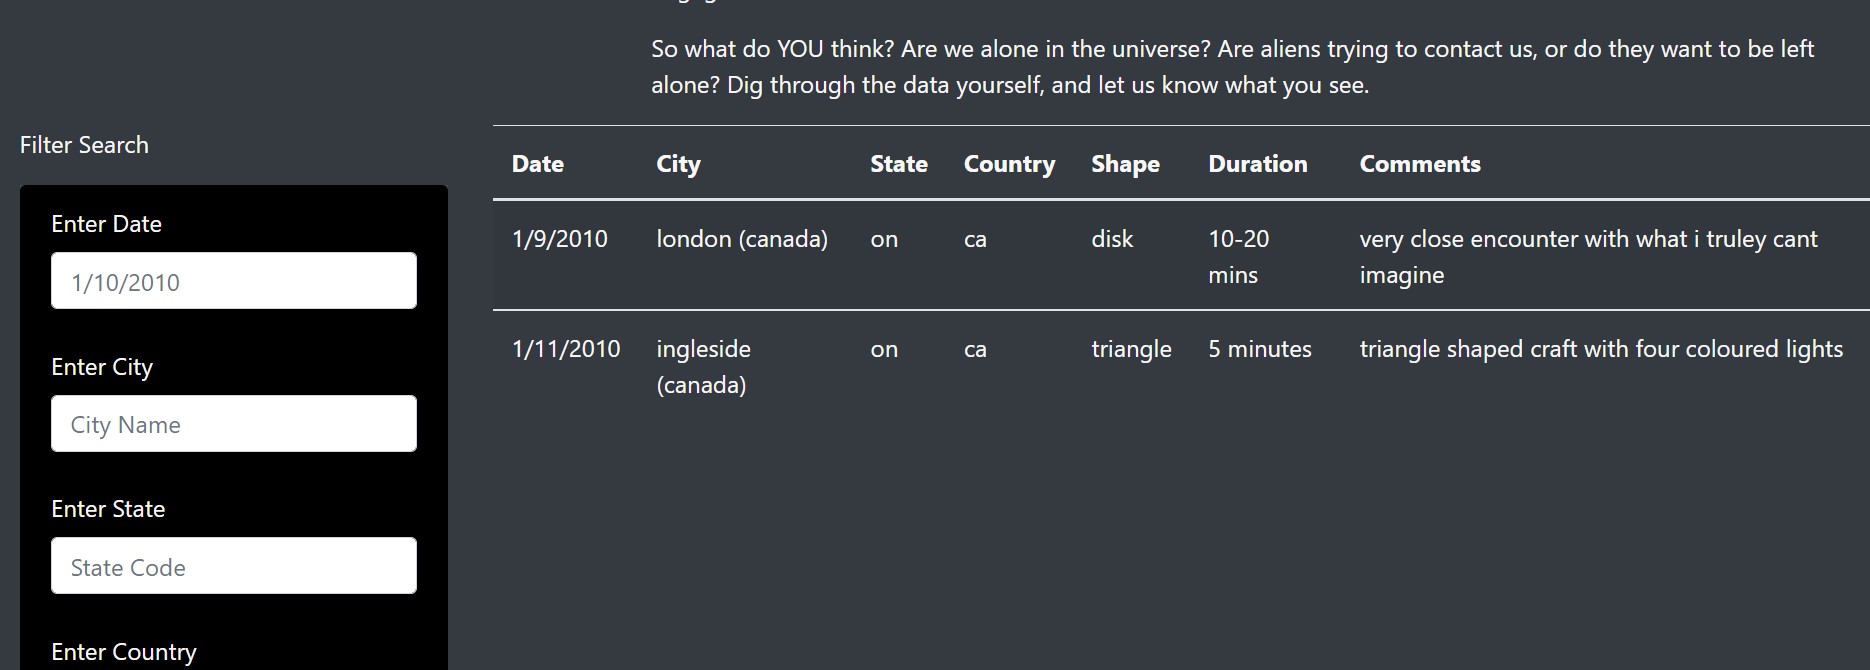 So what do YOU think? Are we alone in the universe? Are aliens trying to contact us, or do they want to be left
alone? Dig through the data yourself, and let us know what you see.
Filter Search
Enter Date
1/10/2010
Enter City
City Name
Enter State
State Code
Enter Country
Date City State Country Shape Duration Comments
1/9/2010 london (canada) on ca disk 10-20 very close encounter with what i truley cant
mins imagine
1/11/2010 ingleside on ca triangle 5 minutes triangle shaped craft with four coloured lights
(canada)